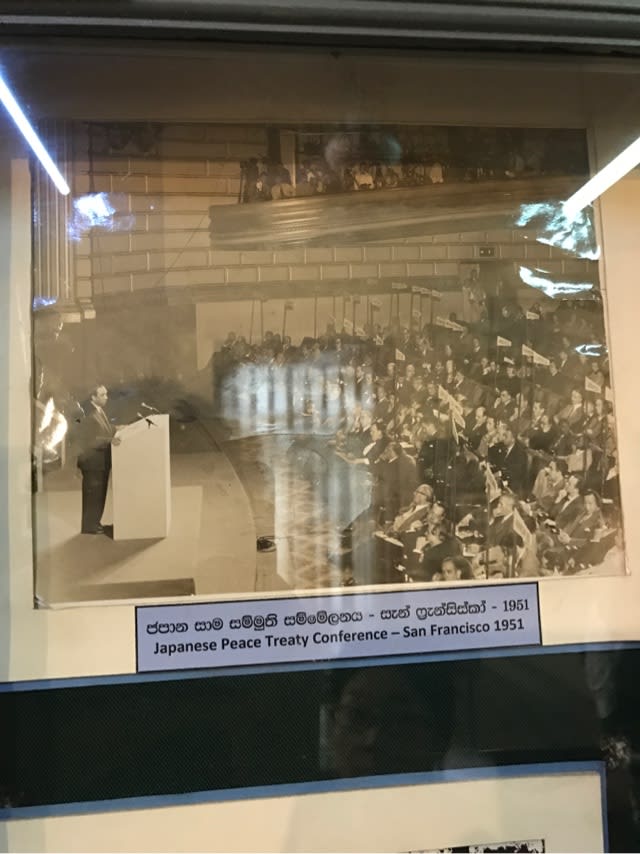 ජපාන සාම සම්මුති සම්මේලනය - සැන් ෆ්‍රැන්සිස්කෝ - 1951
Japanese Peace Treaty Conference – San Francisco 1951